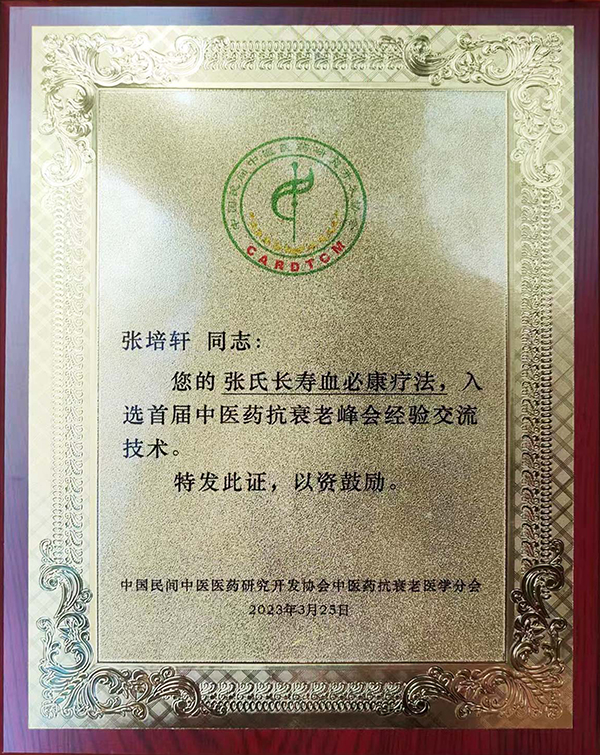 CARDTCM
张培轩 同志:
您的 张氏长寿血必康疗法，入
选首届中医药抗衰老峰会经验交流
技术。
特发此证，以资鼓励。
中国民间中医医药研究开发协会中医药抗衰老医学分会
2023年3月25日